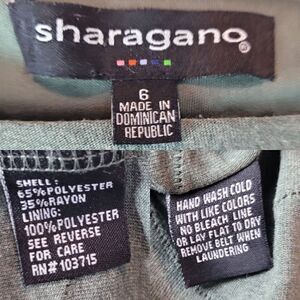 sharagano®
6
MADE IN
DOMINICAN
REPUBLIC
SHELL:
65%POLYESTER
35%RAYON
LINING:
100%POLYESTER
SEE REVERSE
FOR CARE
RN#103715
HAND WASH COLD
WITH LIKE COLORS
NO BLEACH LINE
OR LAY FLAT TO DRY
REMOVE BELT WHEN
LAUNDERING